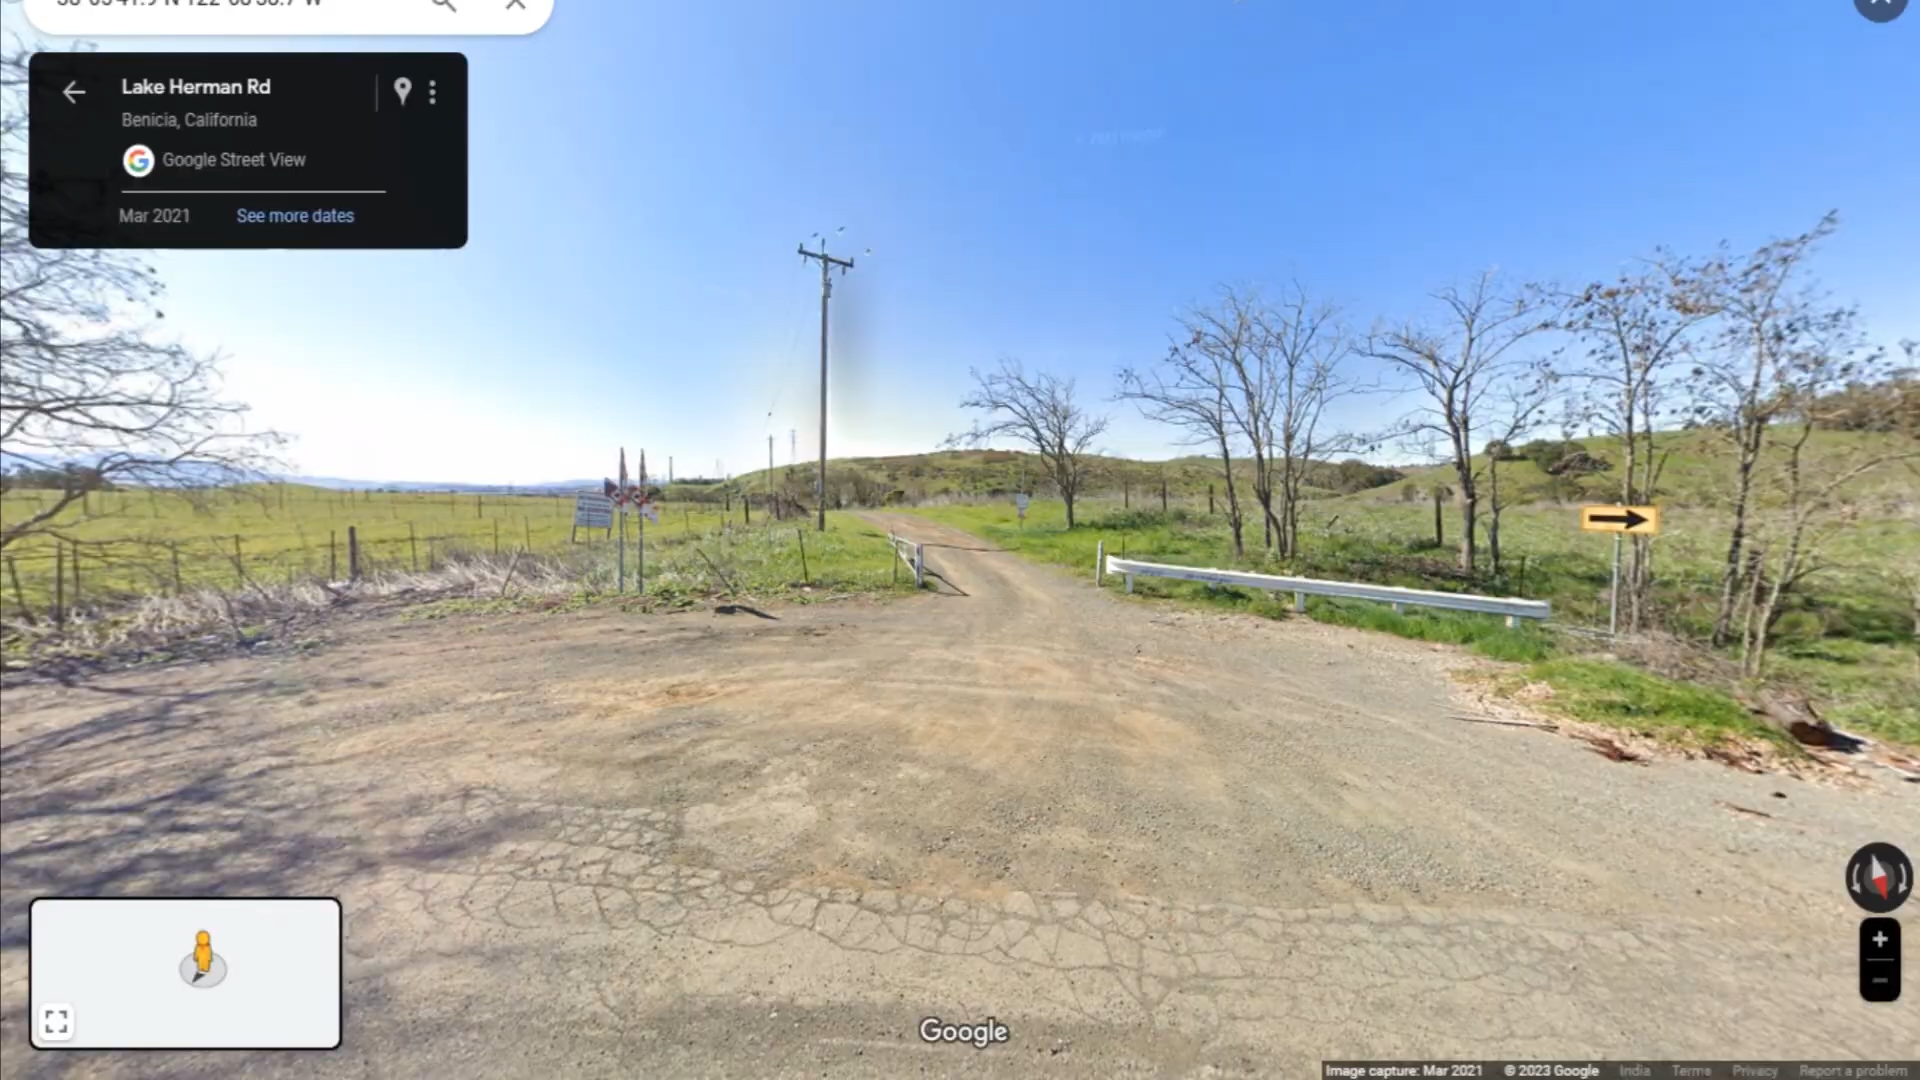 Lake Herman Rd
Benicia, California
Google Street View
Mar 2021 See more dates
Google
Image capture: Mar 2021 © 2023 Google India Terms Privacy Report a problem